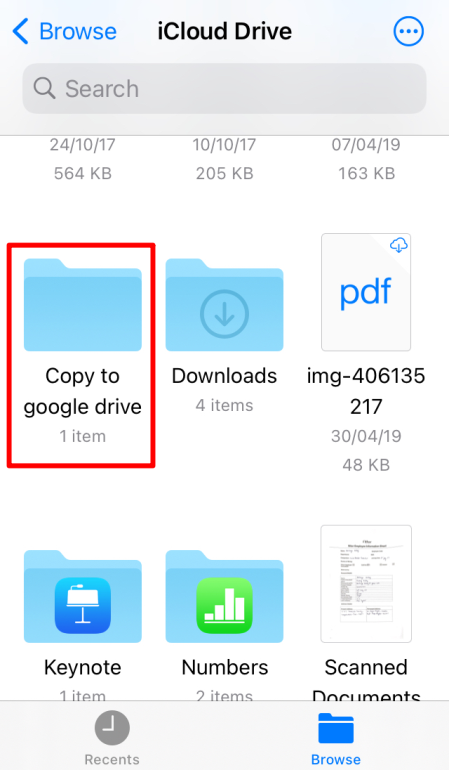 Browse
iCloud Drive
Search
24/10/17
10/10/17
07/04/19
564 KB
205 KB
163 KB
pdf
Copy to
google drive
1 item
Downloads
4 items
img-406135
217
30/04/19
48 KB
Keynote
1 item
Numbers
2 items
Scanned
Documents
Recents
Browse